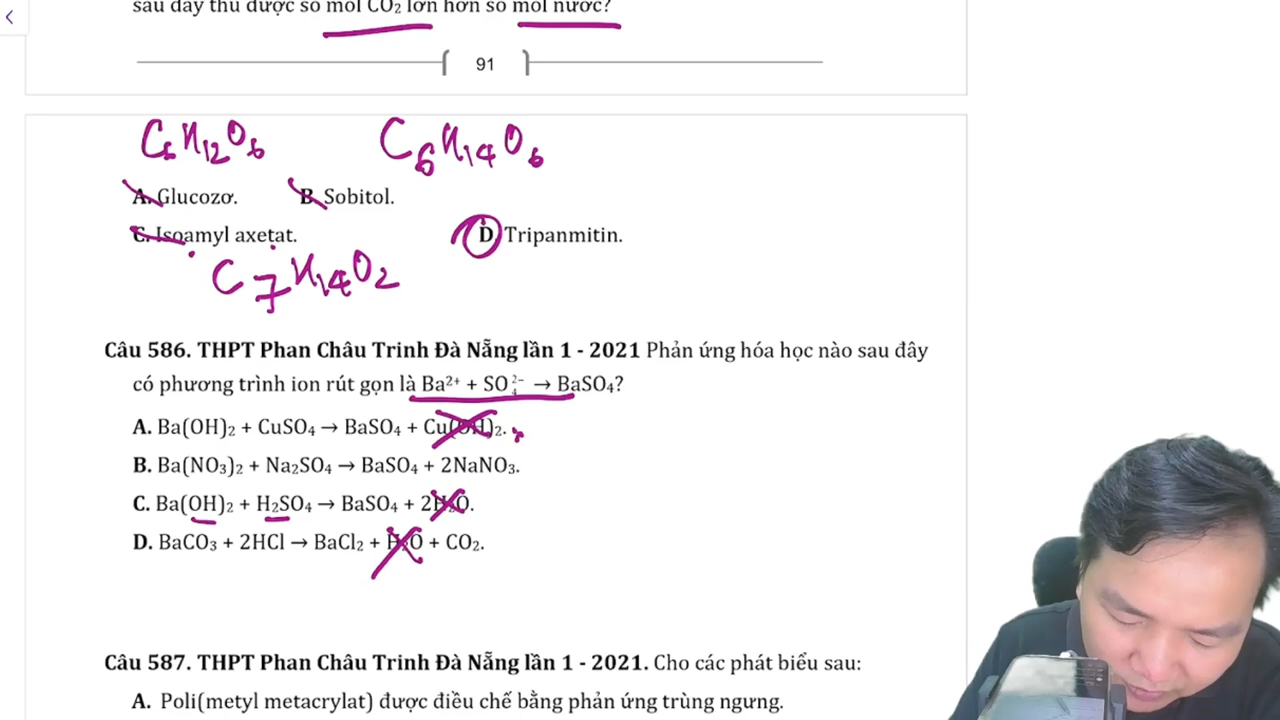 sau đây thu được số mol CO₂ lớn hơn số mol nước?
91
C₆H₁₂O₆ C₆H₁₄O₆
A. Glucozơ. B. Sobitol.
C. Isoamyl axetat. D. Tripanmitin.
C₇H₁₄O₂
Câu 586. THPT Phan Châu Trinh Đà Nẵng lần 1 - 2021 Phản ứng hóa học nào sau đây
có phương trình ion rút gọn là Ba²⁺ + SO₄²⁻ → BaSO₄?
A. Ba(OH)₂ + CuSO₄ → BaSO₄ + Cu(OH)₂.
B. Ba(NO₃)₂ + Na₂SO₄ → BaSO₄ + 2NaNO₃.
C. Ba(OH)₂ + H₂SO₄ → BaSO₄ + 2H₂O.
D. BaCO₃ + 2HCl → BaCl₂ + H₂O + CO₂.
Câu 587. THPT Phan Châu Trinh Đà Nẵng lần 1 - 2021. Cho các phát biểu sau:
A. Poli(metyl metacrylat) được điều chế bằng phản ứng trùng ngưng.